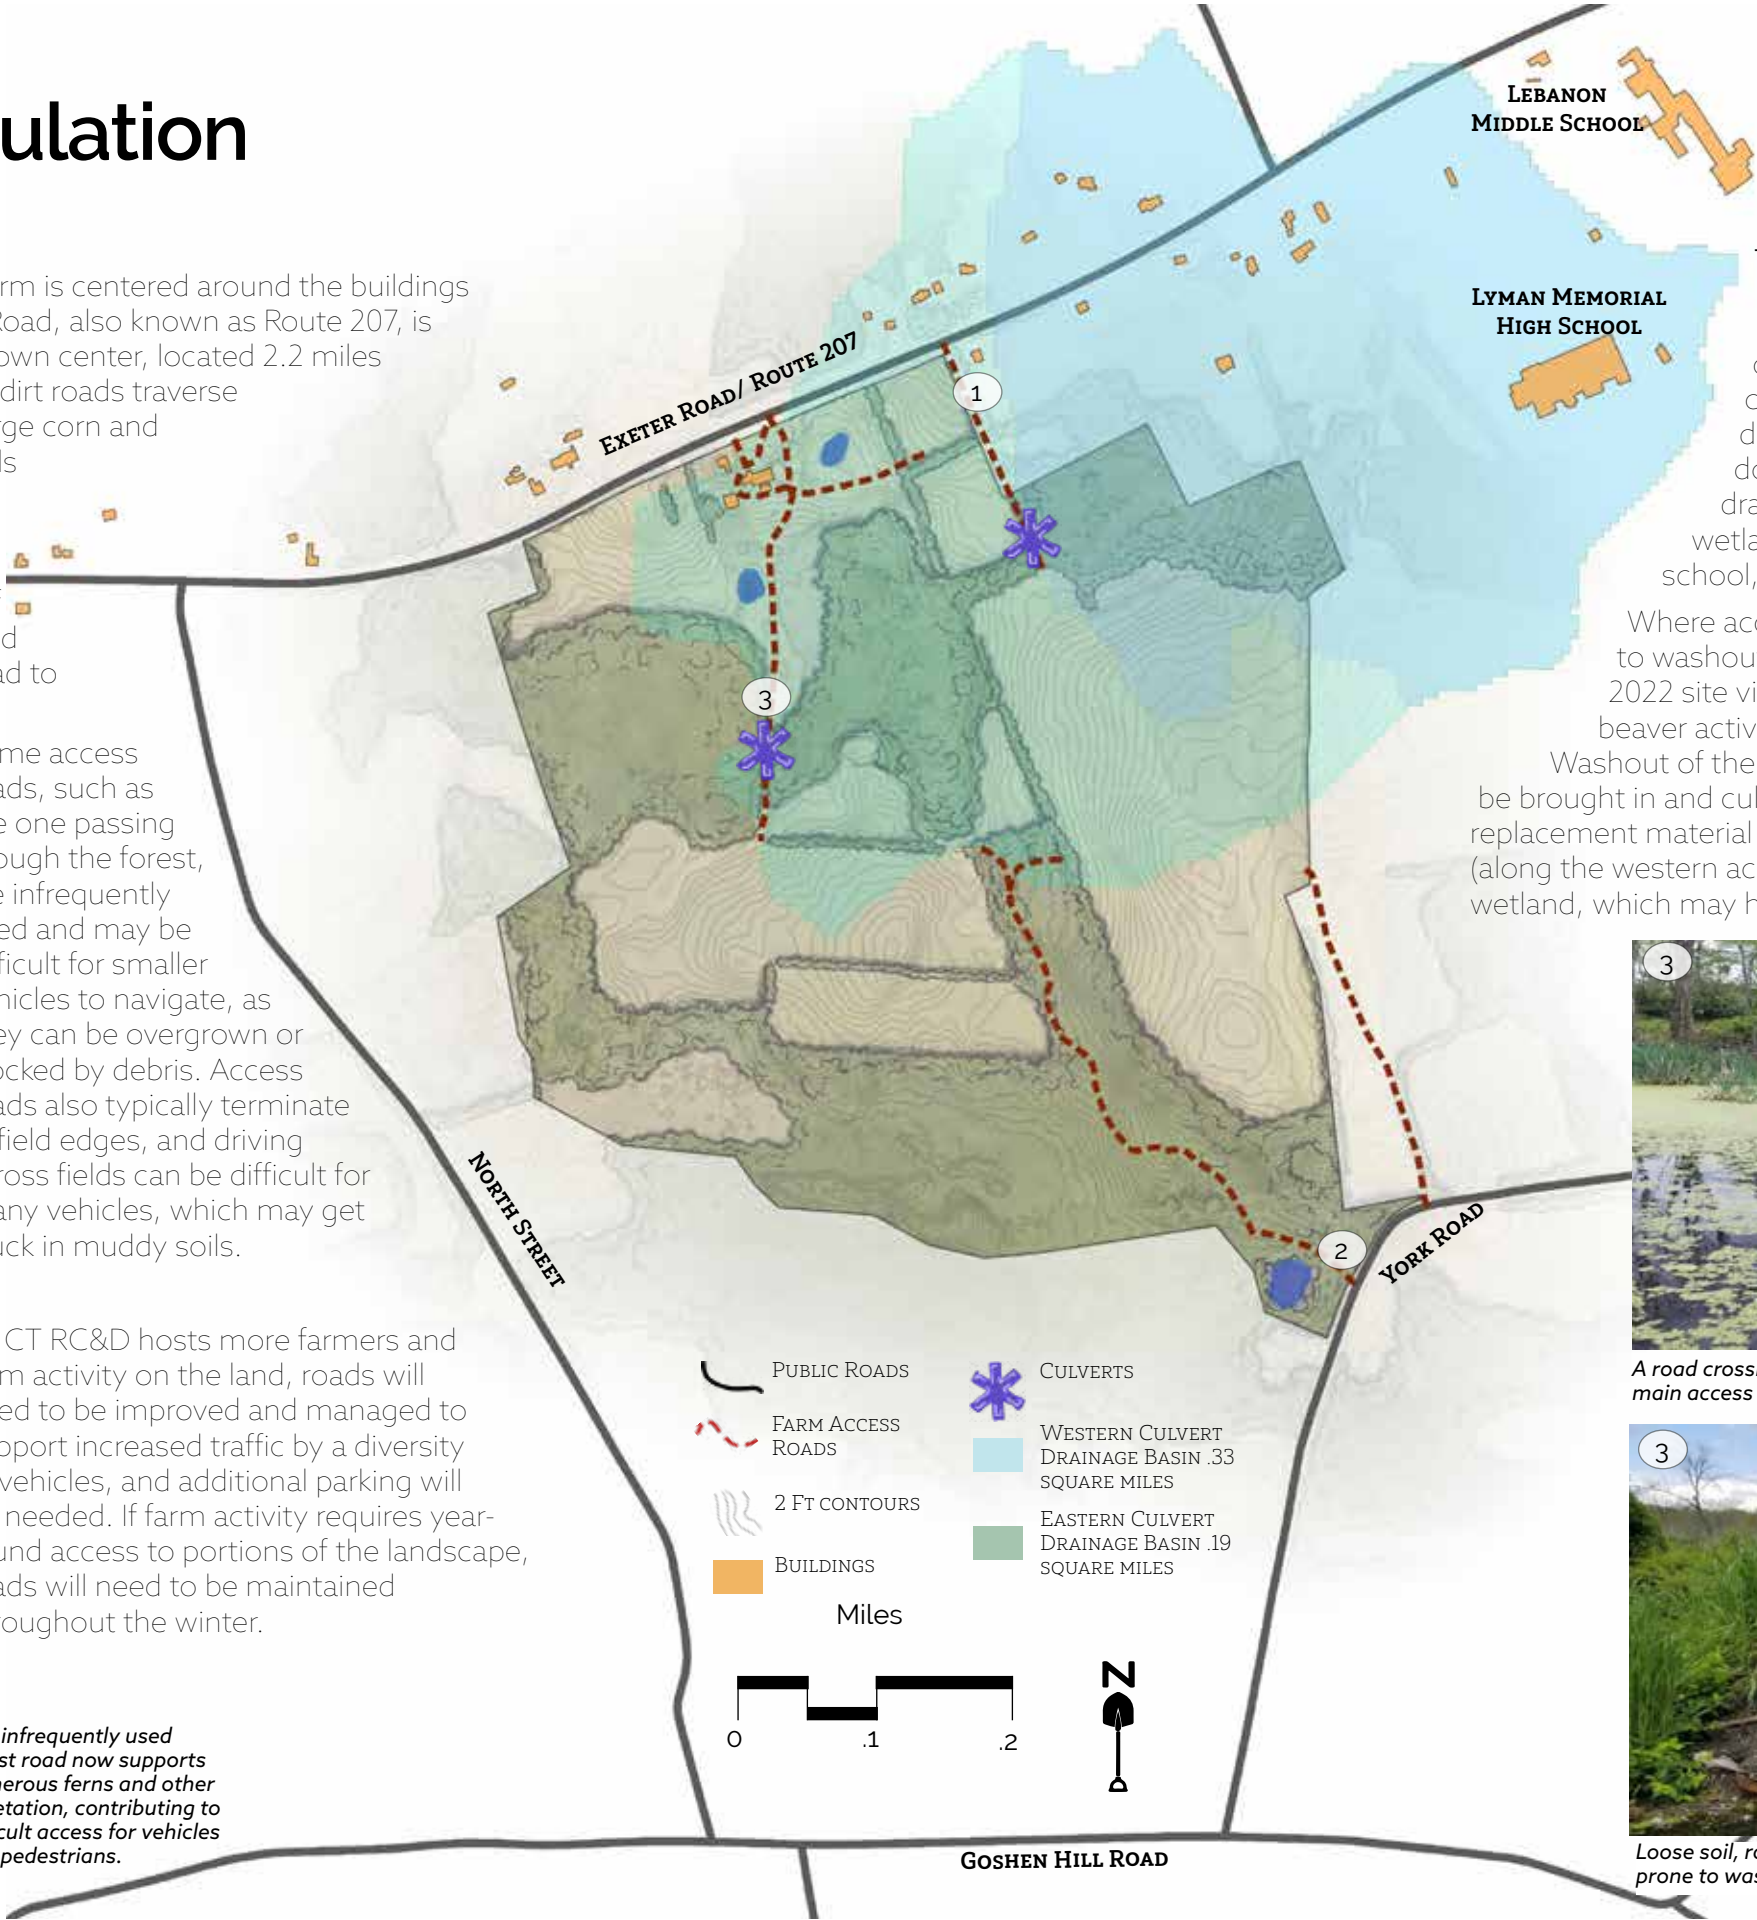 ulation
rm is centered around the buildings
Road, also known as Route 207, is
own center, located 2.2 miles
dirt roads traverse
rge corn and
ls
d
ad to
me access
ads, such as
e one passing
ough the forest,
e infrequently
ed and may be
ficult for smaller
hicles to navigate, as
ey can be overgrown or
ocked by debris. Access
ads also typically terminate
field edges, and driving
ross fields can be difficult for
any vehicles, which may get
uck in muddy soils.
CT RC&D hosts more farmers and
m activity on the land, roads will
ed to be improved and managed to
pport increased traffic by a diversity
vehicles, and additional parking will
needed. If farm activity requires year-
und access to portions of the landscape,
ads will need to be maintained
roughout the winter.
infrequently used
st road now supports
nerous ferns and other
etation, contributing to
cult access for vehicles
pedestrians.
Exeter Road/ Route 207
1
3
2
North Street
York Road
Goshen Hill Road
Lebanon
Middle School
Lyman Memorial
High School
Public Roads
Farm Access
Roads
2 Ft contours
Buildings
Culverts
Western Culvert
Drainage Basin .33
square miles
Eastern Culvert
Drainage Basin .19
square miles
Miles
0 .1 .2
N
d
do
dra
wetla
school,
Where acc
to washou
2022 site vi
beaver activ
Washout of the
be brought in and cul
replacement material
(along the western ac
wetland, which may h
3
A road cross
main access
3
Loose soil, ro
prone to was